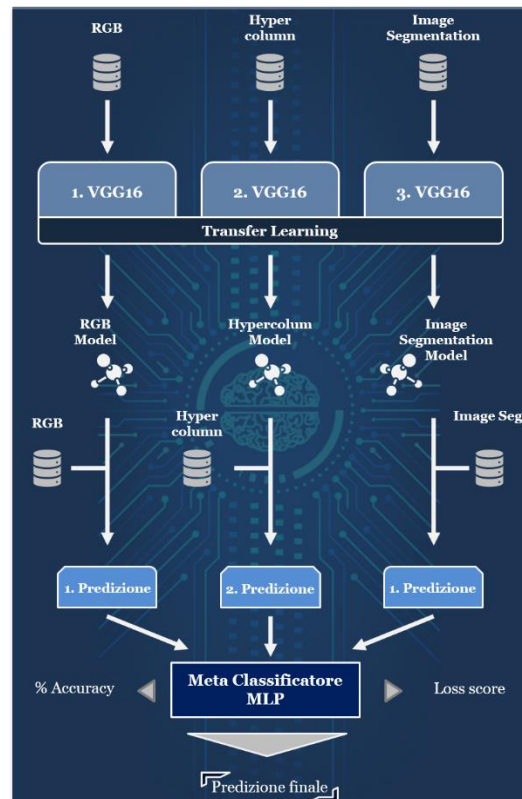 RGB
Hyper
column
Image
Segmentation
1. VGG16
2. VGG16
3. VGG16
Transfer Learning
RGB
Model
Hypercolum
Model
Image
Segmentation
Model
RGB
Hyper
column
Image Seg
1. Predizione
2. Predizione
1. Predizione
% Accuracy
Meta Classificatore
MLP
Loss score
Predizione finale